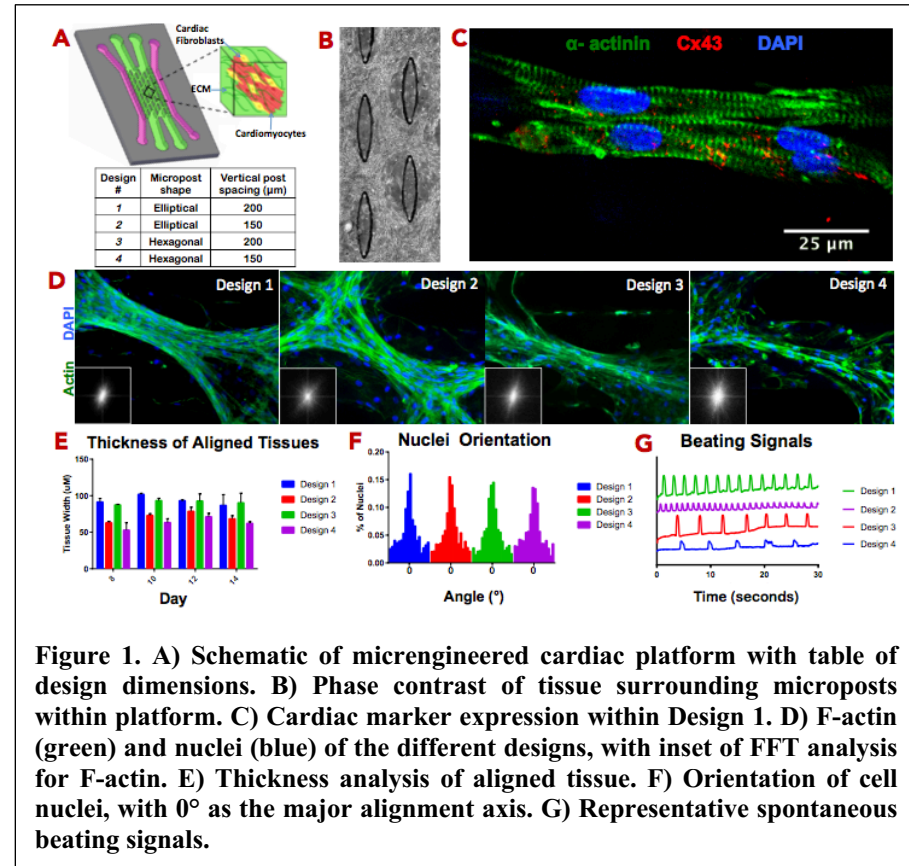 A
Cardiac
Fibroblasts
ECM
Cardiomyocytes
Design # Micropost shape Vertical post spacing (μm)
1 Elliptical 200
2 Elliptical 150
3 Hexagonal 200
4 Hexagonal 150
B
C
α- actinin Cx43 DAPI
25 μm
D
Actin DAPI
Design 1
Design 2
Design 3
Design 4
E
Thickness of Aligned Tissues
Tissue Width (uM)
150
100
50
0
8 10 12 14
Day
Design 1
Design 2
Design 3
Design 4
F
Nuclei Orientation
% of Nuclei
0.20
0.15
0.10
0.05
0.00
0 0 0 0
Angle (°)
Design 1
Design 2
Design 3
Design 4
G
Beating Signals
Design 1
Design 2
Design 3
Design 4
0 10 20 30
Time (seconds)
Figure 1. A) Schematic of micrengineered cardiac platform with table of
design dimensions. B) Phase contrast of tissue surrounding microposts
within platform. C) Cardiac marker expression within Design 1. D) F-actin
(green) and nuclei (blue) of the different designs, with inset of FFT analysis
for F-actin. E) Thickness analysis of aligned tissue. F) Orientation of cell
nuclei, with 0° as the major alignment axis. G) Representative spontaneous
beating signals.